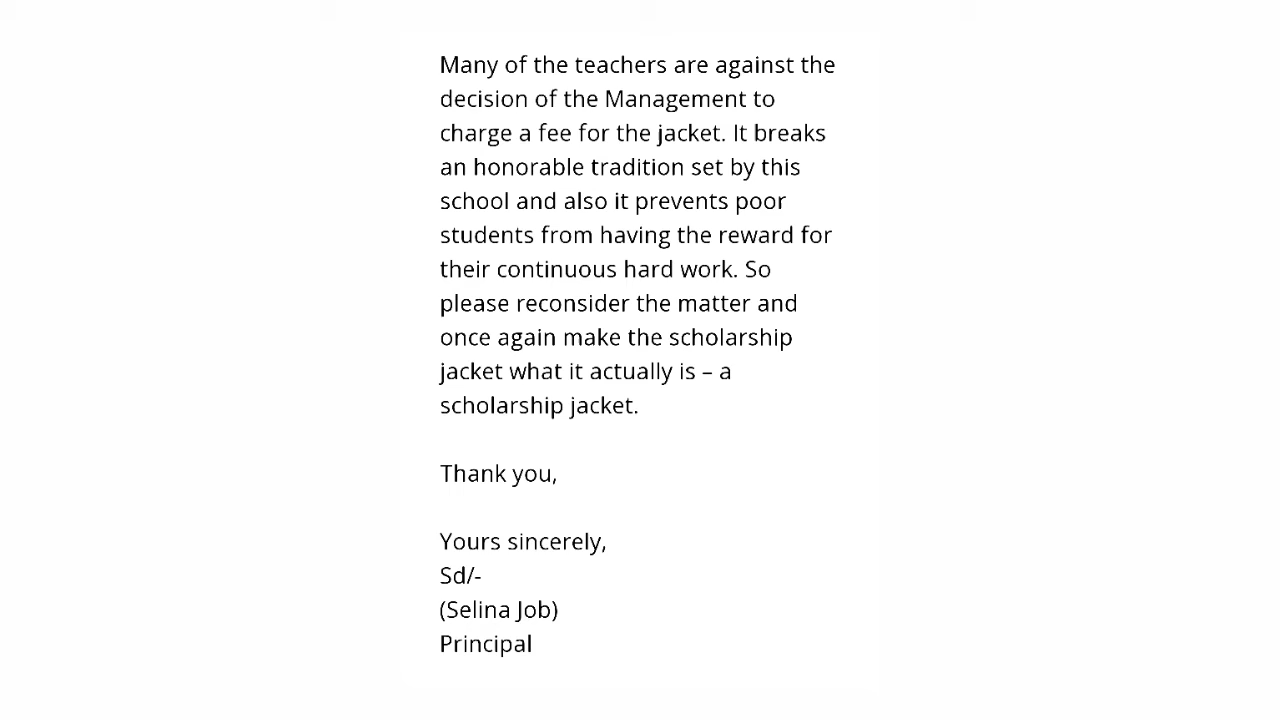 Many of the teachers are against the
decision of the Management to
charge a fee for the jacket. It breaks
an honorable tradition set by this
school and also it prevents poor
students from having the reward for
their continuous hard work. So
please reconsider the matter and
once again make the scholarship
jacket what it actually is – a
scholarship jacket.
Thank you,
Yours sincerely,
Sd/-
(Selina Job)
Principal